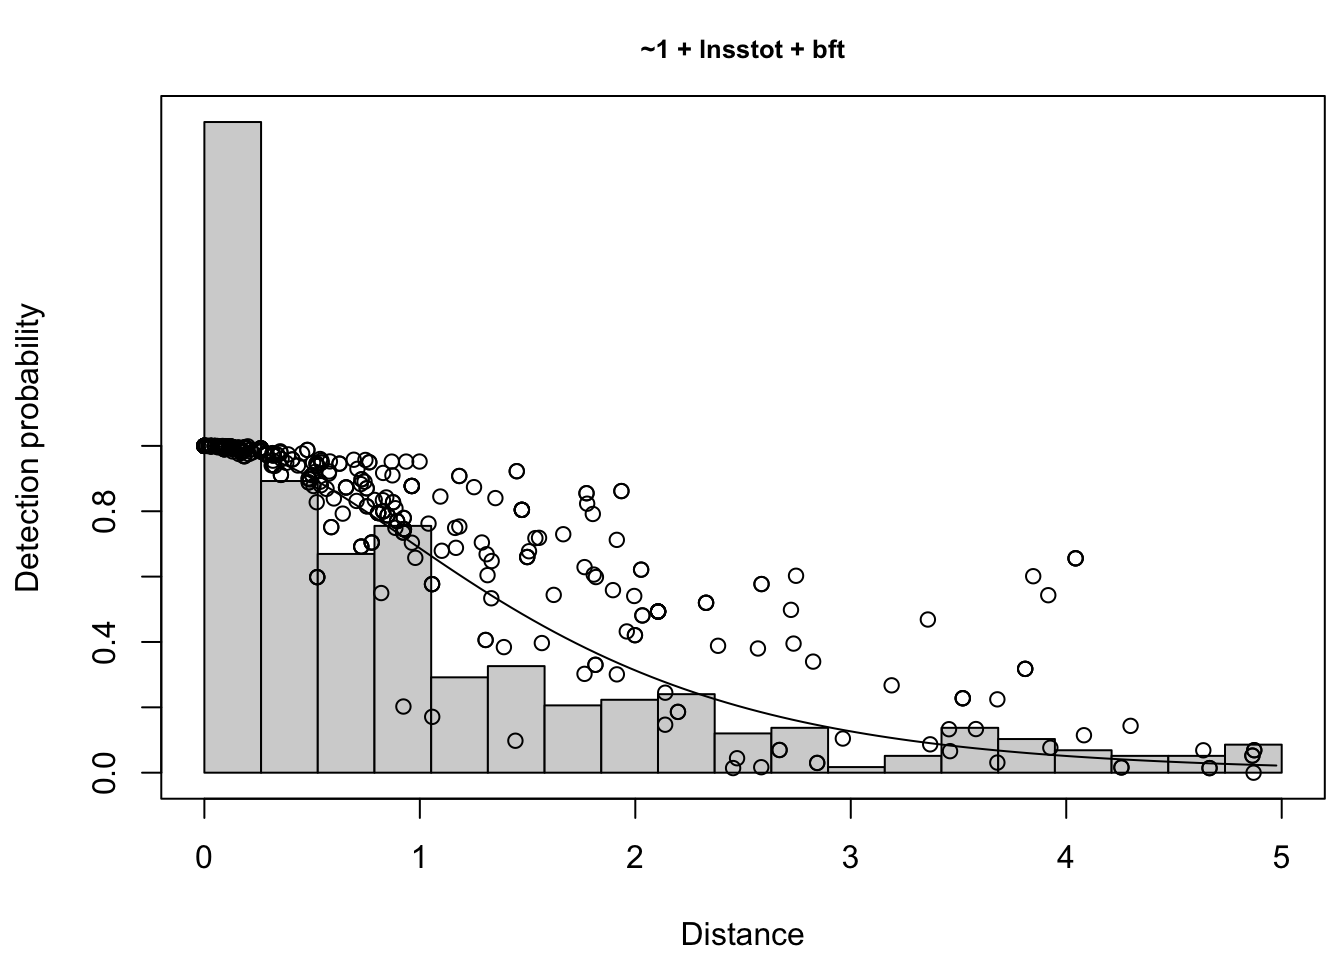 ~1 + lnsstot + bft
Detection probability
0.8
0.4
0.0
0 1 2 3 4 5
Distance